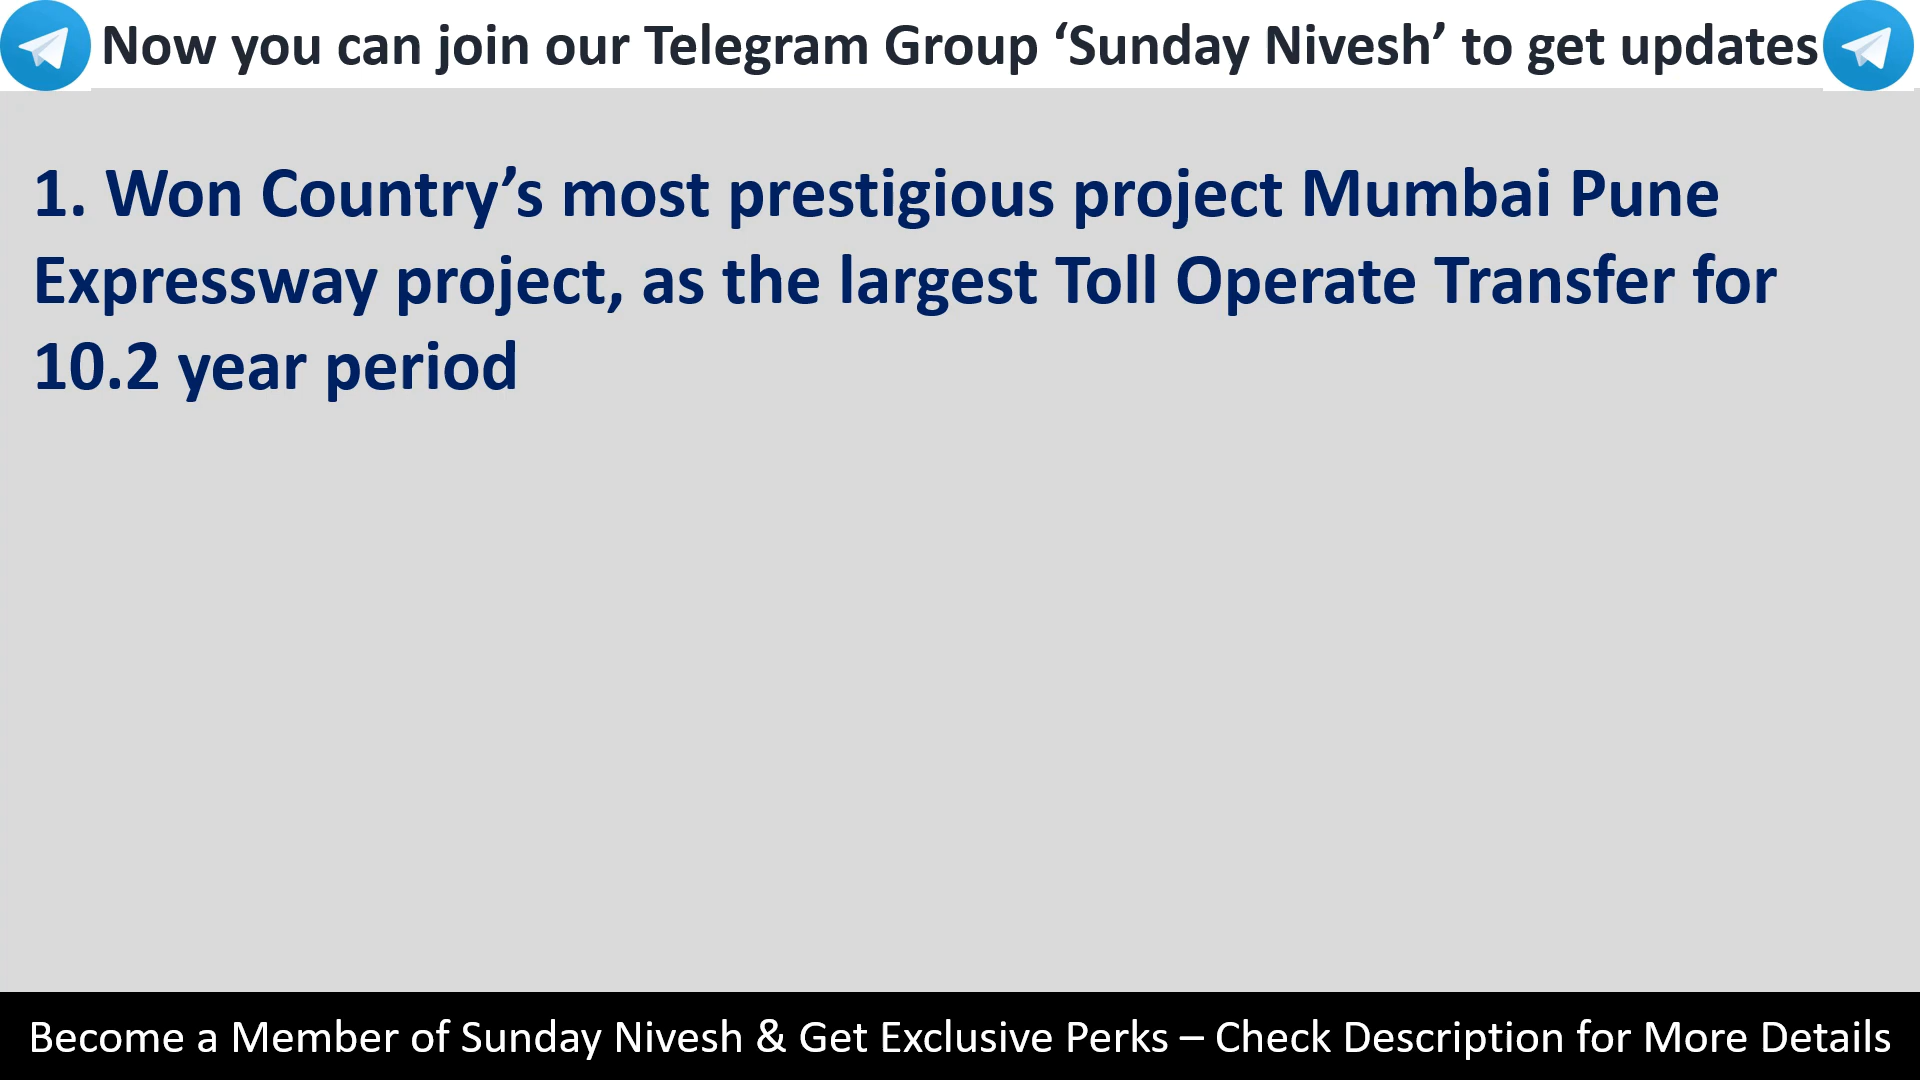 Now you can join our Telegram Group ‘Sunday Nivesh’ to get updates
1. Won Country’s most prestigious project Mumbai Pune
Expressway project, as the largest Toll Operate Transfer for
10.2 year period
Become a Member of Sunday Nivesh & Get Exclusive Perks – Check Description for More Details